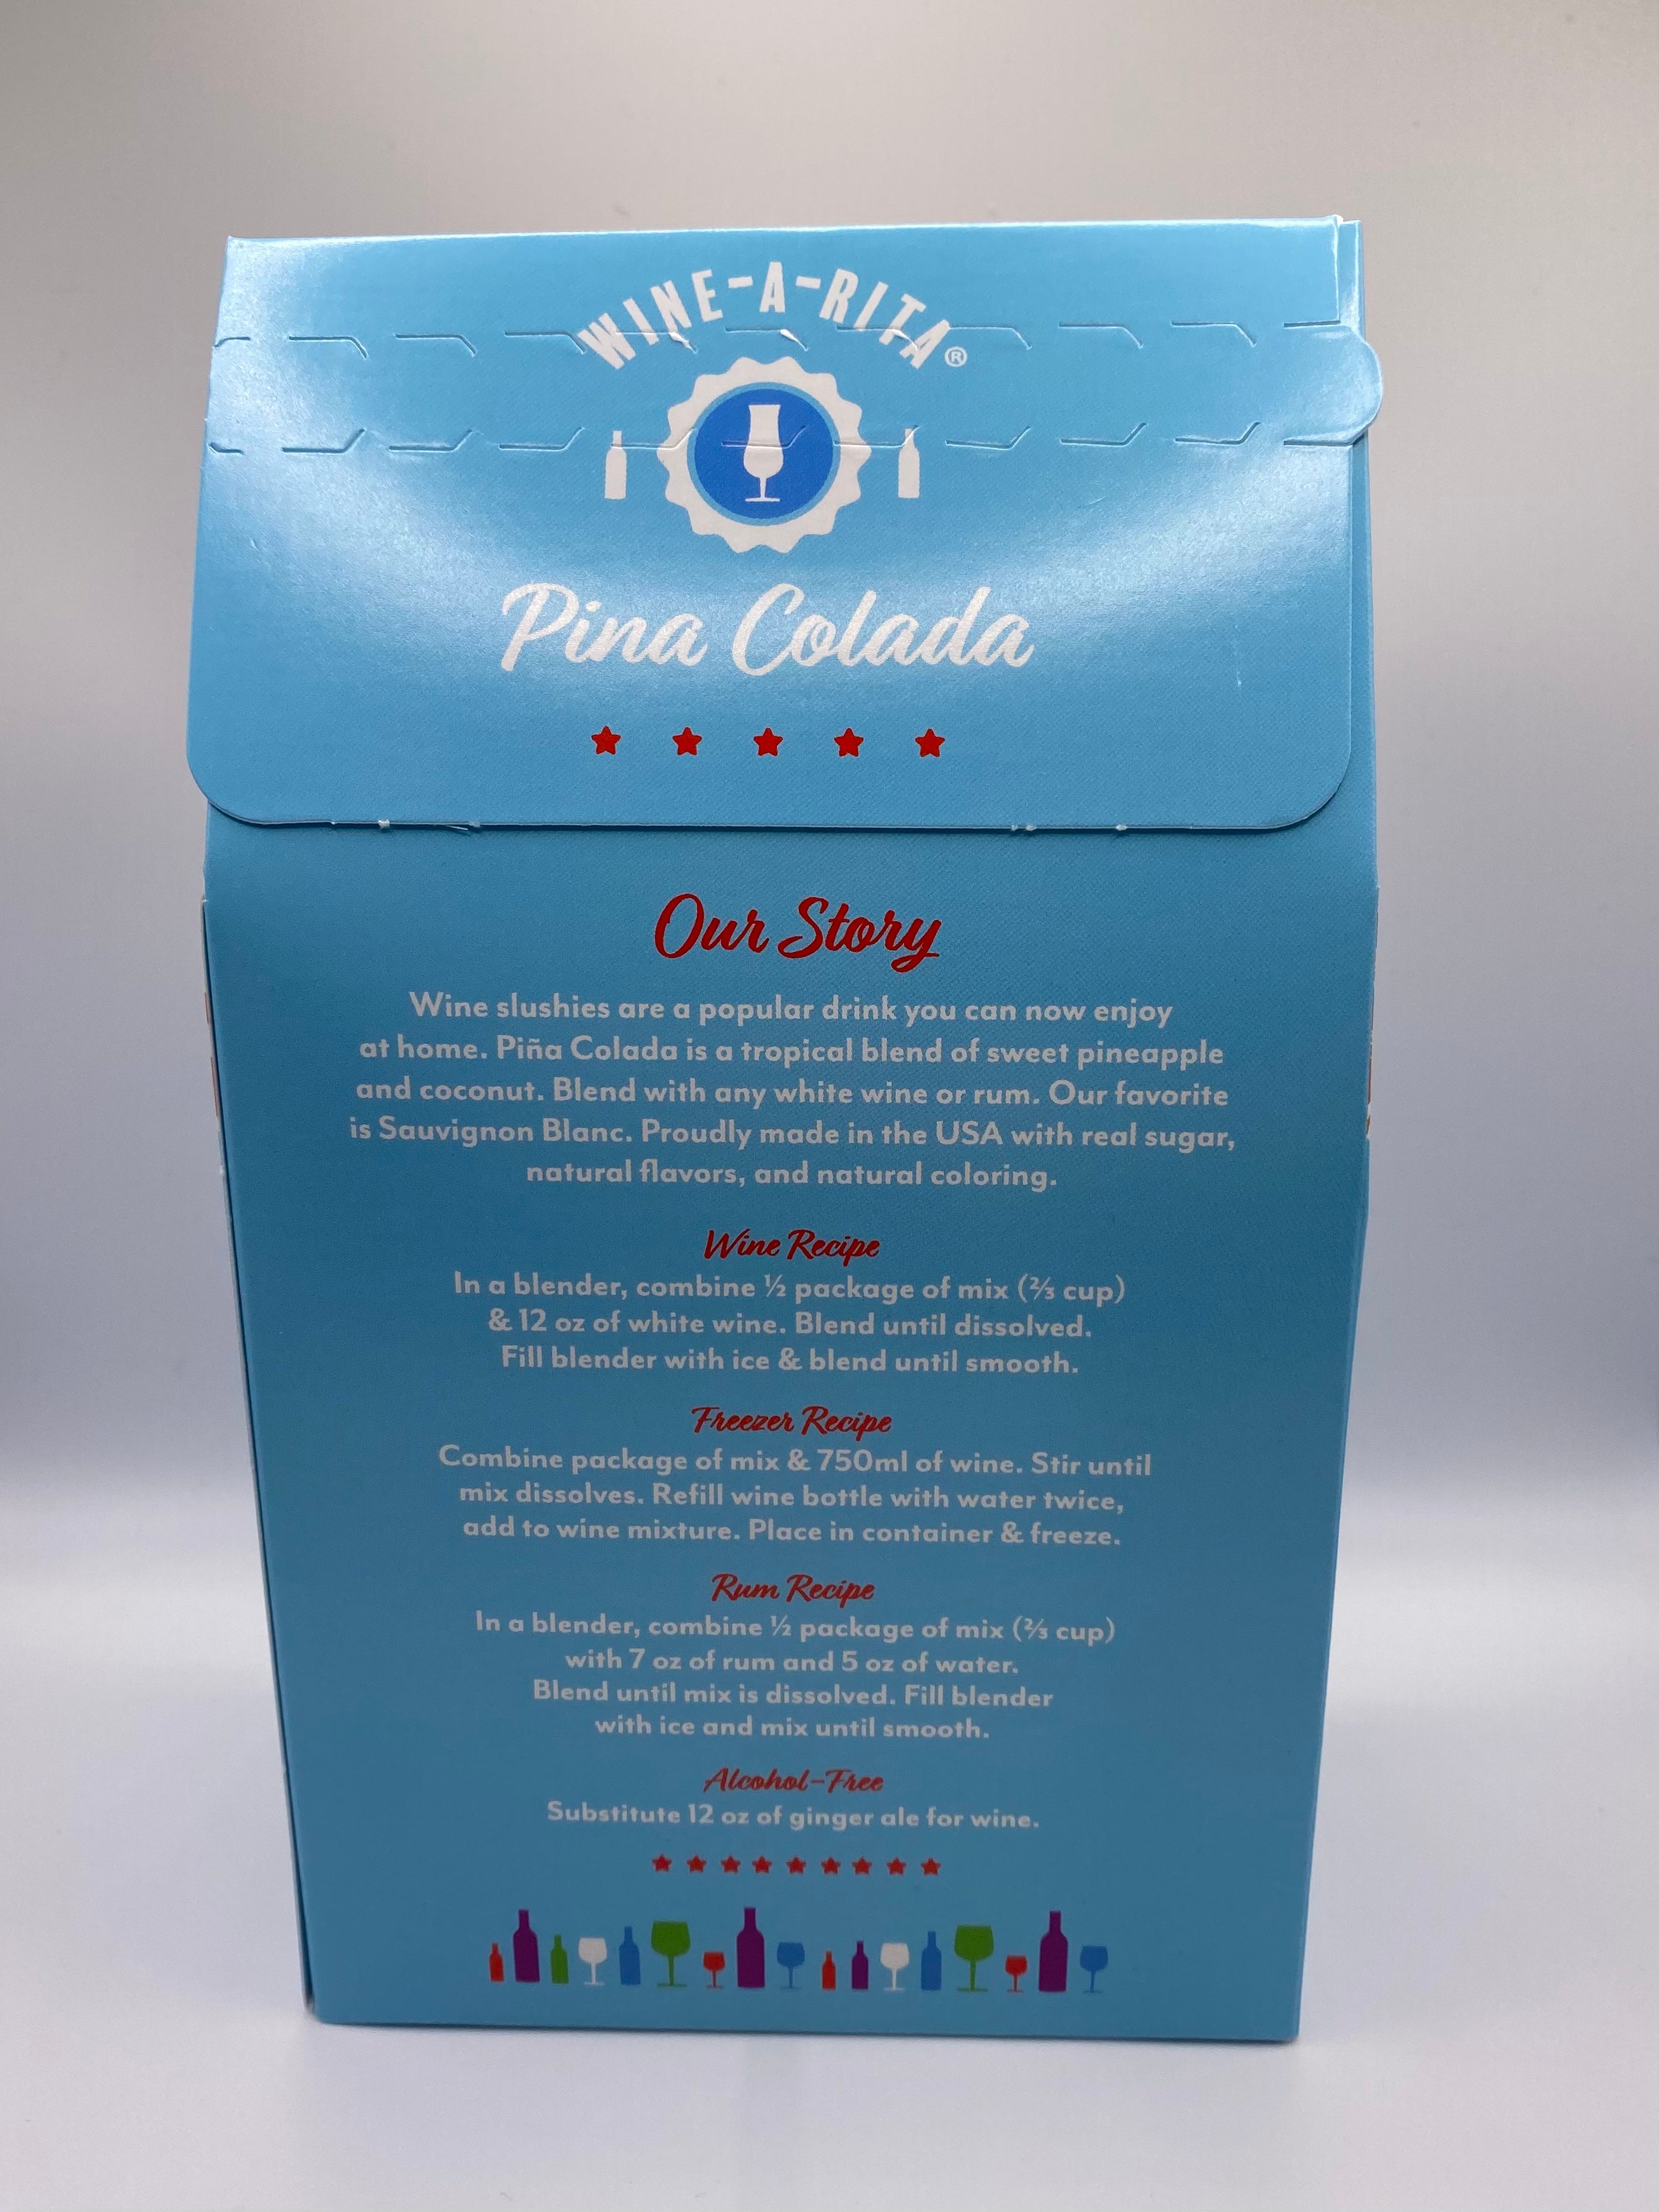 WINE-A-RITA®
Pina Colada
Our Story
Wine slushies are a popular drink you can now enjoy
at home. Piña Colada is a tropical blend of sweet pineapple
and coconut. Blend with any white wine or rum. Our favorite
is Sauvignon Blanc. Proudly made in the USA with real sugar,
natural flavors, and natural coloring.
Wine Recipe
In a blender, combine ½ package of mix (⅔ cup)
& 12 oz of white wine. Blend until dissolved.
Fill blender with ice & blend until smooth.
Freezer Recipe
Combine package of mix & 750ml of wine. Stir until
mix dissolves. Refill wine bottle with water twice,
add to wine mixture. Place in container & freeze.
Rum Recipe
In a blender, combine ½ package of mix (⅔ cup)
with 7 oz of rum and 5 oz of water.
Blend until mix is dissolved. Fill blender
with ice and mix until smooth.
Alcohol-Free
Substitute 12 oz of ginger ale for wine.